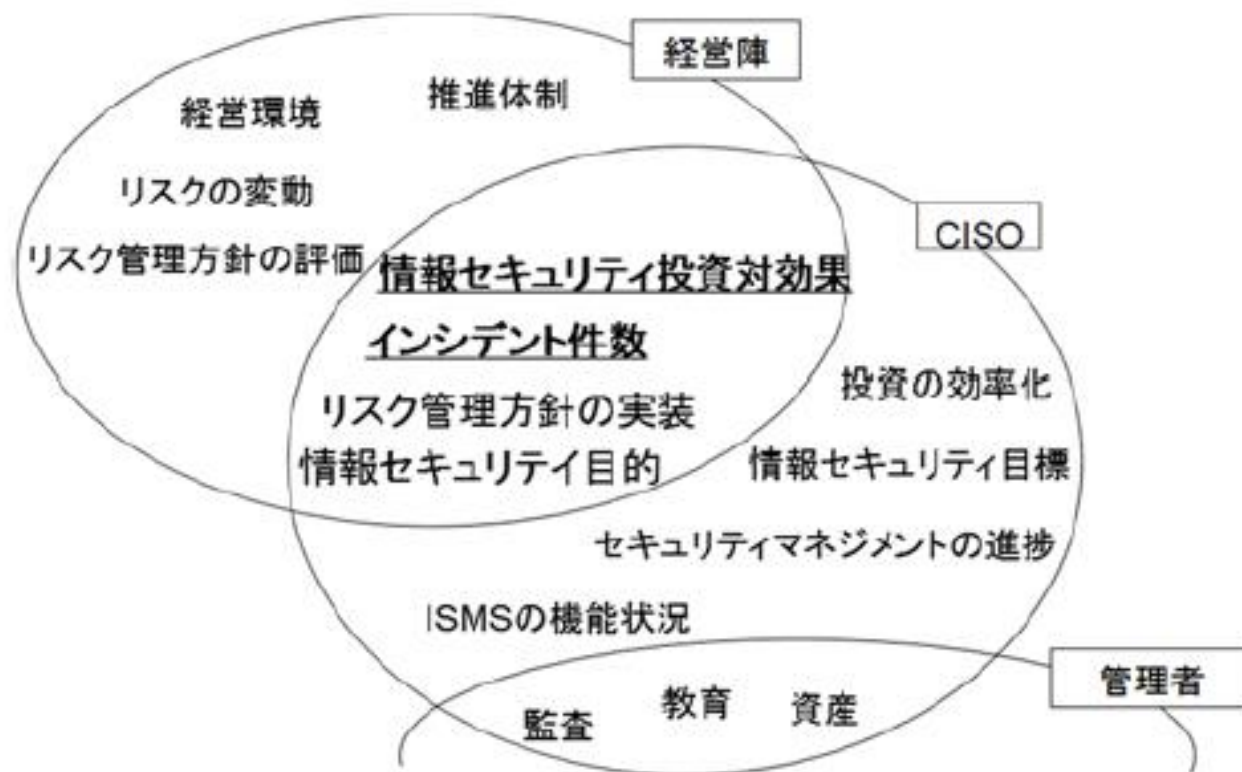 経営陣
推進体制
経営環境
リスクの変動
CISO
リスク管理方針の評価
情報セキュリティ投資対効果
インシデント件数
投資の効率化
リスク管理方針の実装
情報セキュリテイ目的
情報セキュリティ目標
セキュリティマネジメントの進捗
ISMSの機能状況
管理者
教育
資産
監査